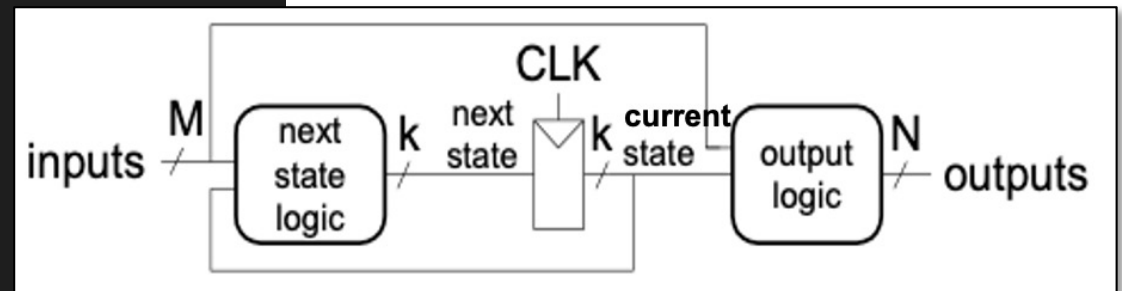 CLK
M
inputs
next
state
logic
k
next
state
k
current
state
output
logic
N
outputs